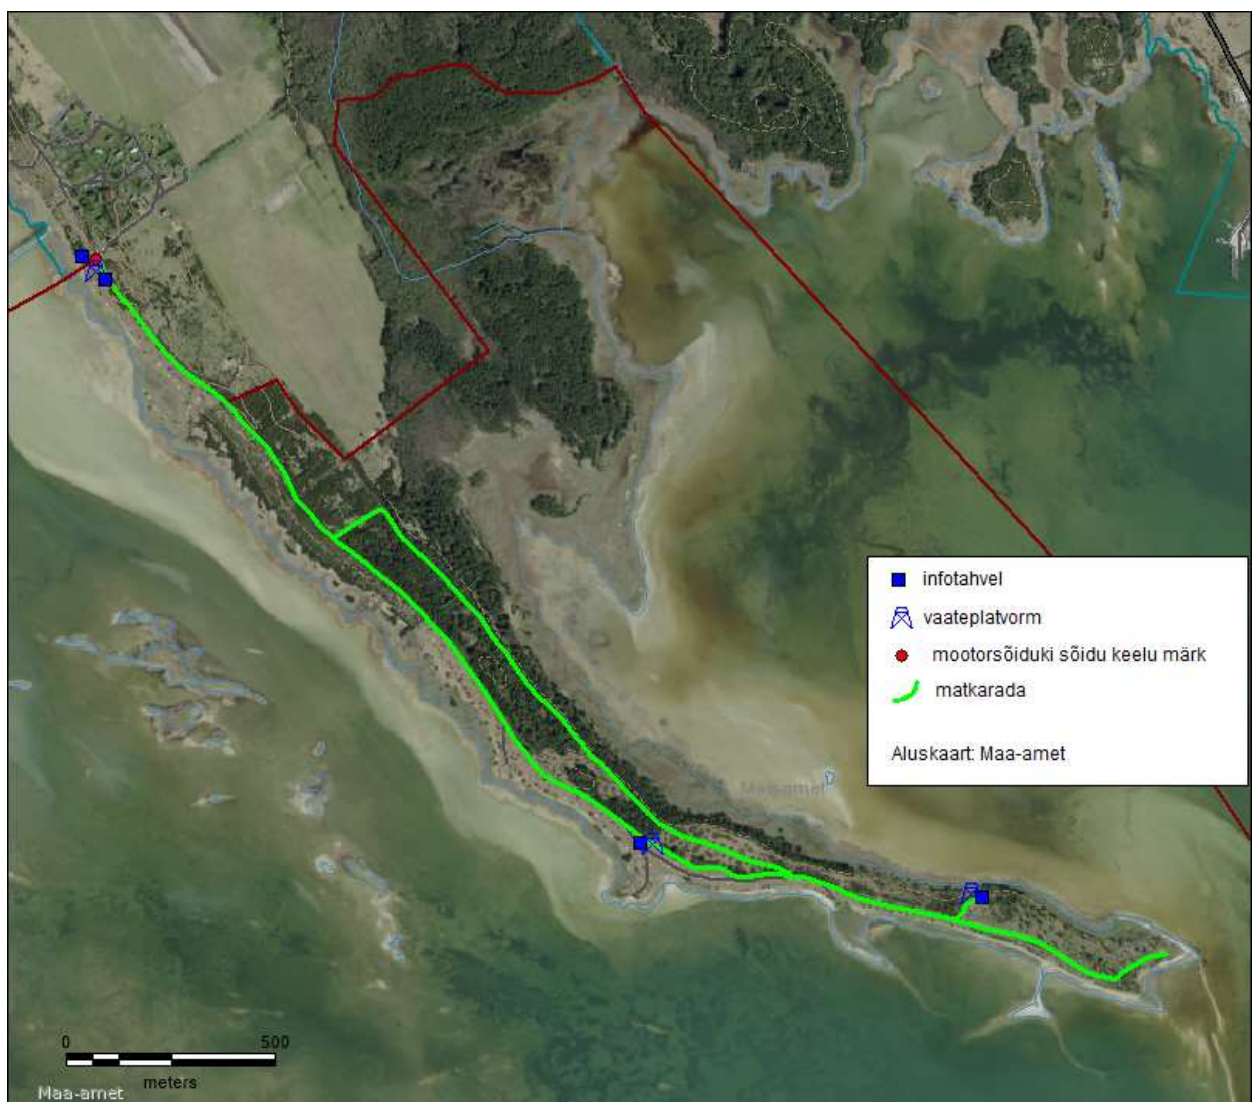 infotahvel
vaateplatvorm
mootorsõiduki sõidu keelu märk
matkarada
Aluskaart: Maa-amet
Maa-amet
0 500
meters
Maa-amet